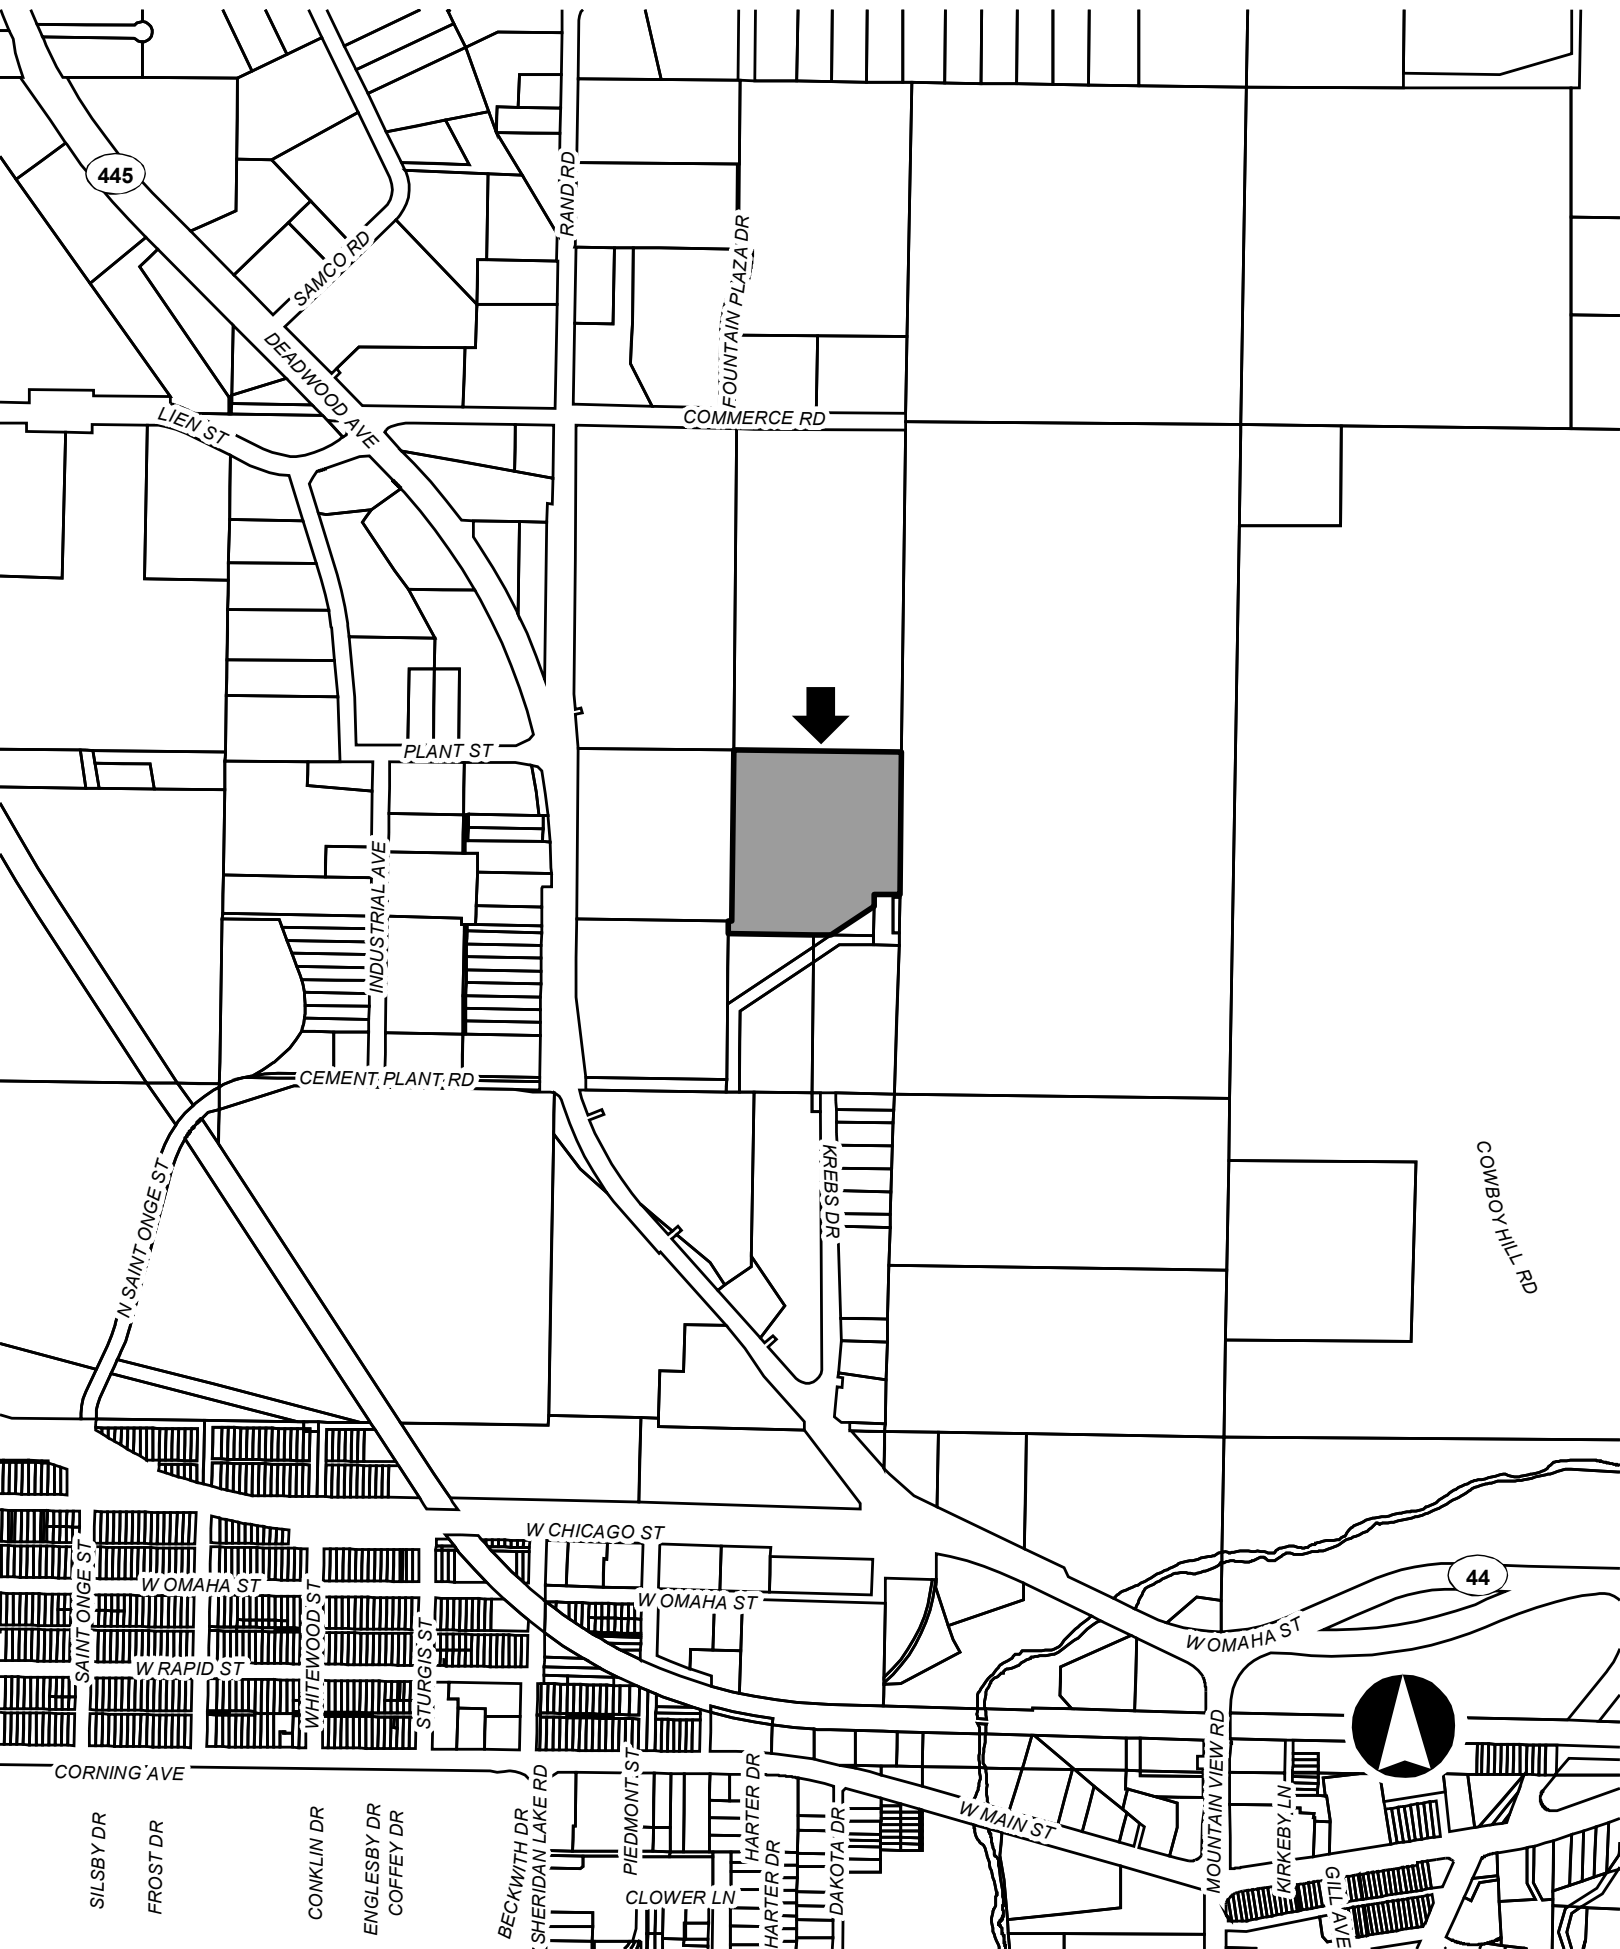 445
RAND RD
FOUNTAIN PLAZA DR
SAMCO RD
DEADWOOD AVE
LIEN ST
COMMERCE RD
PLANT ST
INDUSTRIAL AVE
CEMENT PLANT RD
N SAINT ONGE ST
KREBS DR
COWBOY HILL RD
W CHICAGO ST
SAINT ONGE ST
W OMAHA ST
WHITEWOOD ST
STURGIS ST
W OMAHA ST
44
W OMAHA ST
W RAPID ST
CORNING AVE
MOUNTAIN VIEW RD
SILSBY DR
FROST DR
CONKLIN DR
ENGLESBY DR
COFFEY DR
BECKWITH DR
SHERIDAN LAKE RD
PIEDMONT ST
HARTER DR
HARTER DR
DAKOTA DR
W MAIN ST
KIRKEBY LN
GILL AVE
CLOWER LN